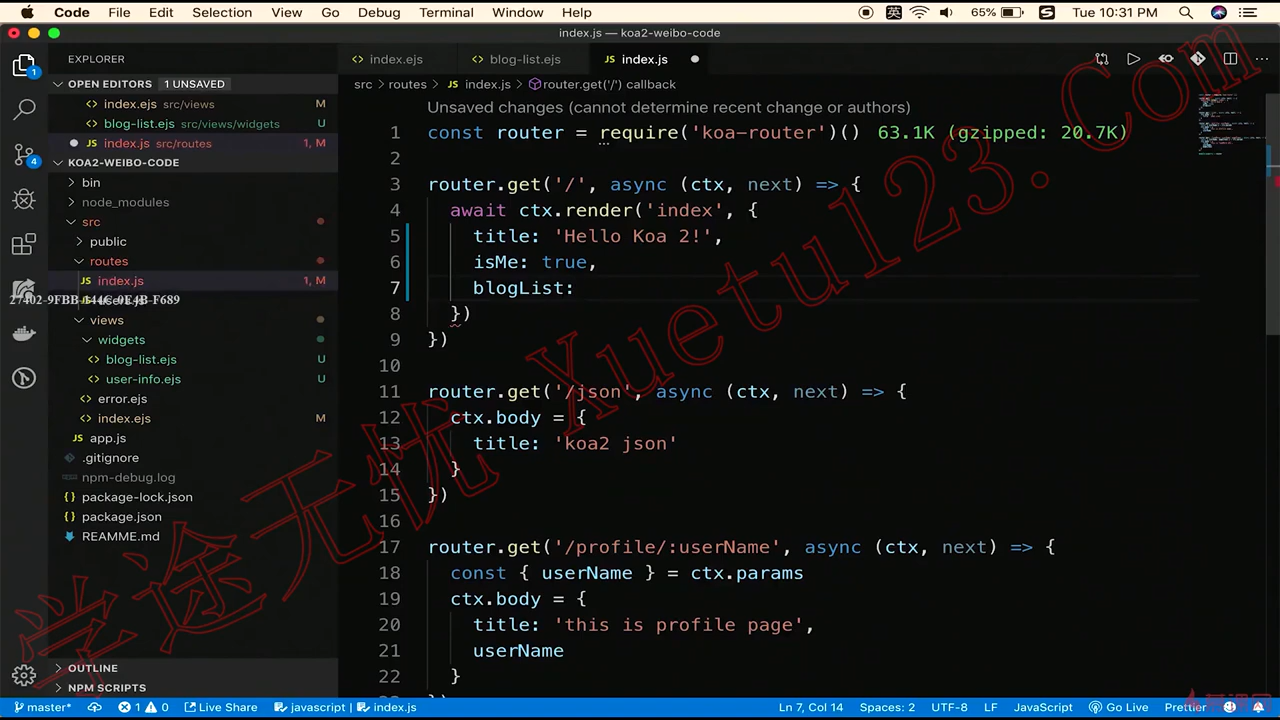 Code File Edit Selection View Go Debug Terminal Window Help 英 65% S Tue 10:31 PM
index.js — koa2-weibo-code
EXPLORER
OPEN EDITORS 1 UNSAVED
index.ejs src/views M
blog-list.ejs src/views/widgets U
index.js src/routes 1, M
KOA2-WEIBO-CODE
bin
node_modules
src
public
routes
index.js 1, M
views
widgets
blog-list.ejs U
user-info.ejs U
error.ejs
index.ejs M
app.js
.gitignore
npm-debug.log
package-lock.json
package.json
REAMME.md
OUTLINE
NPM SCRIPTS
1
4
index.ejs blog-list.ejs JS index.js
src > routes > JS index.js > router.get('/') callback
Unsaved changes (cannot determine recent change or authors)
1 const router = require('koa-router')() 63.1K (gzipped: 20.7K)
2
3 router.get('/', async (ctx, next) => {
4 await ctx.render('index', {
5 title: 'Hello Koa 2!',
6 isMe: true,
7 blogList:
8 })
9 })
10
11 router.get('/json', async (ctx, next) => {
12 ctx.body = {
13 title: 'koa2 json'
14 }
15 })
16
17 router.get('/profile/:userName', async (ctx, next) => {
18 const { userName } = ctx.params
19 ctx.body = {
20 title: 'this is profile page',
21 userName
22 }
master* 1 0 Live Share javascript | index.js Ln 7, Col 14 Spaces: 2 UTF-8 LF JavaScript Go Live Prettier
学途无忧 Xuetu123.Com